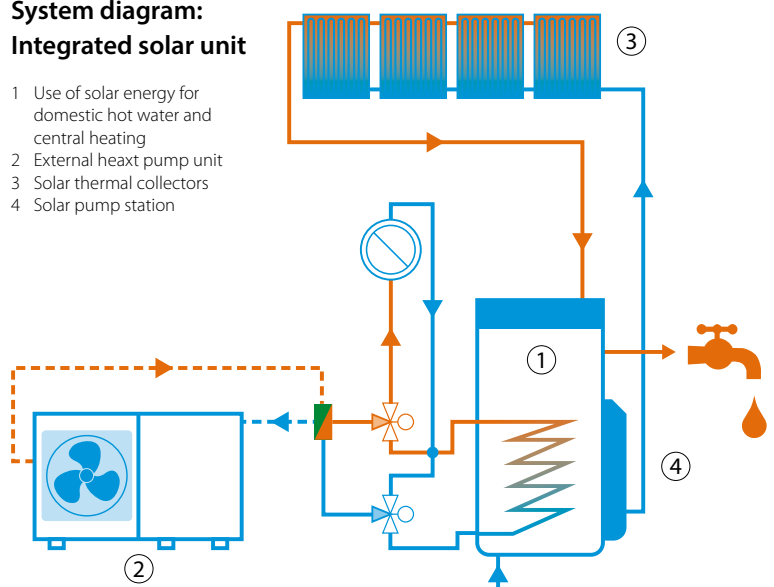 System diagram:
Integrated solar unit
1 Use of solar energy for
domestic hot water and
central heating
2 External heaxt pump unit
3 Solar thermal collectors
4 Solar pump station
3
1
4
2